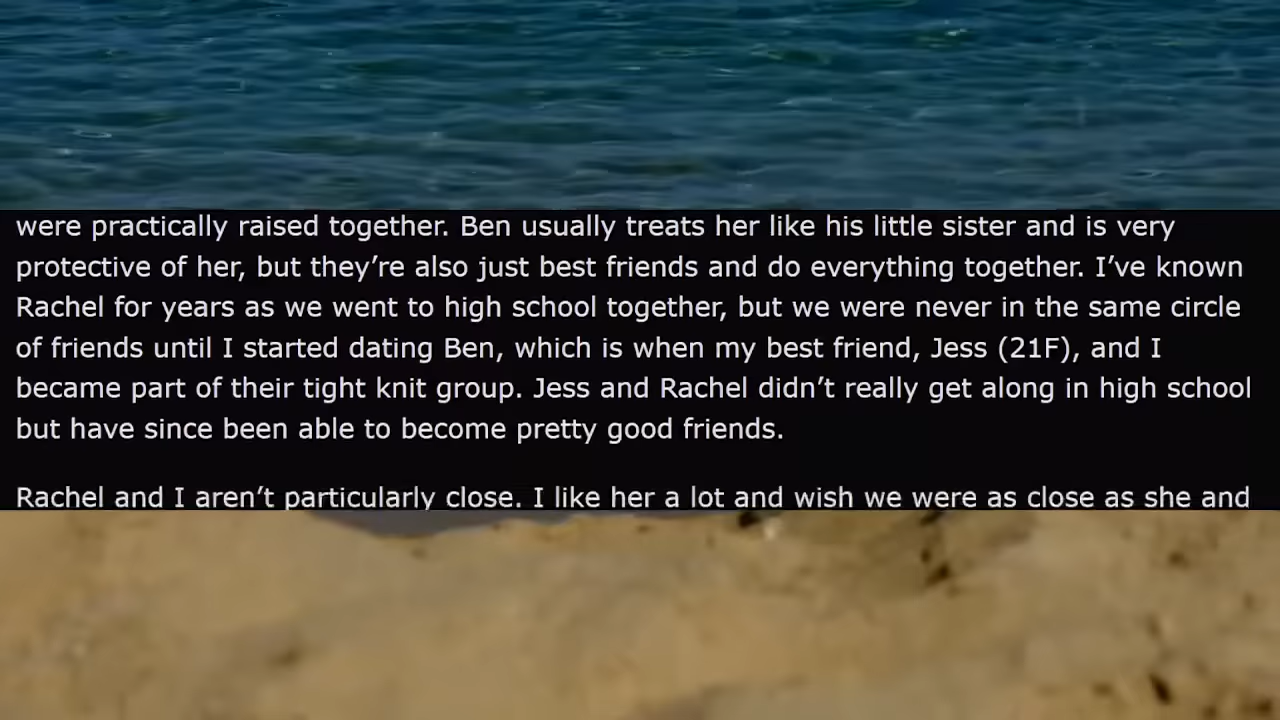 were practically raised together. Ben usually treats her like his little sister and is very
protective of her, but they’re also just best friends and do everything together. I’ve known
Rachel for years as we went to high school together, but we were never in the same circle
of friends until I started dating Ben, which is when my best friend, Jess (21F), and I
became part of their tight knit group. Jess and Rachel didn’t really get along in high school
but have since been able to become pretty good friends.
Rachel and I aren’t particularly close. I like her a lot and wish we were as close as she and